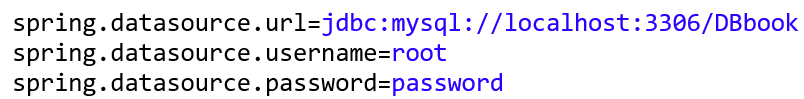 spring.datasource.url=jdbc:mysql://localhost:3306/DBbook
spring.datasource.username=root
spring.datasource.password=password